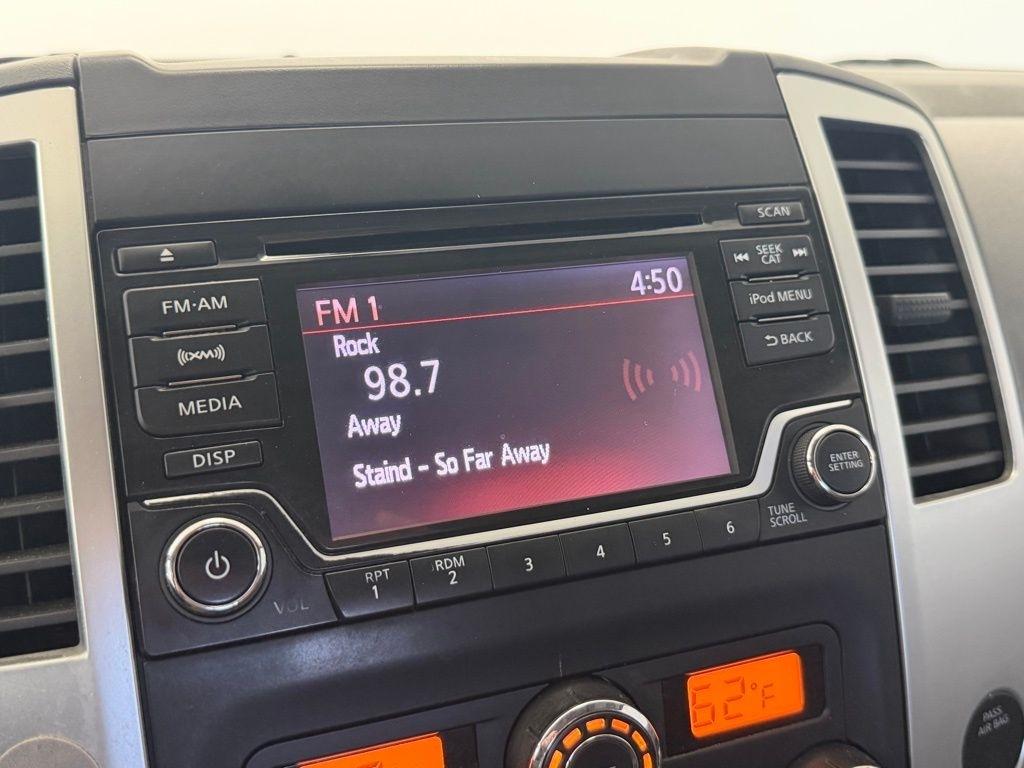 SCAN
SEEK
CAT
FM·AM
iPod MENU
((XM))
BACK
MEDIA
DISP
FM 1
4:50
Rock
98.7
Away
Staind - So Far Away
ENTER
SETTING
TUNE
SCROLL
VOL
RPT
1
RDM
2
3
4
5
6
62°F
PASS
AIR BAG